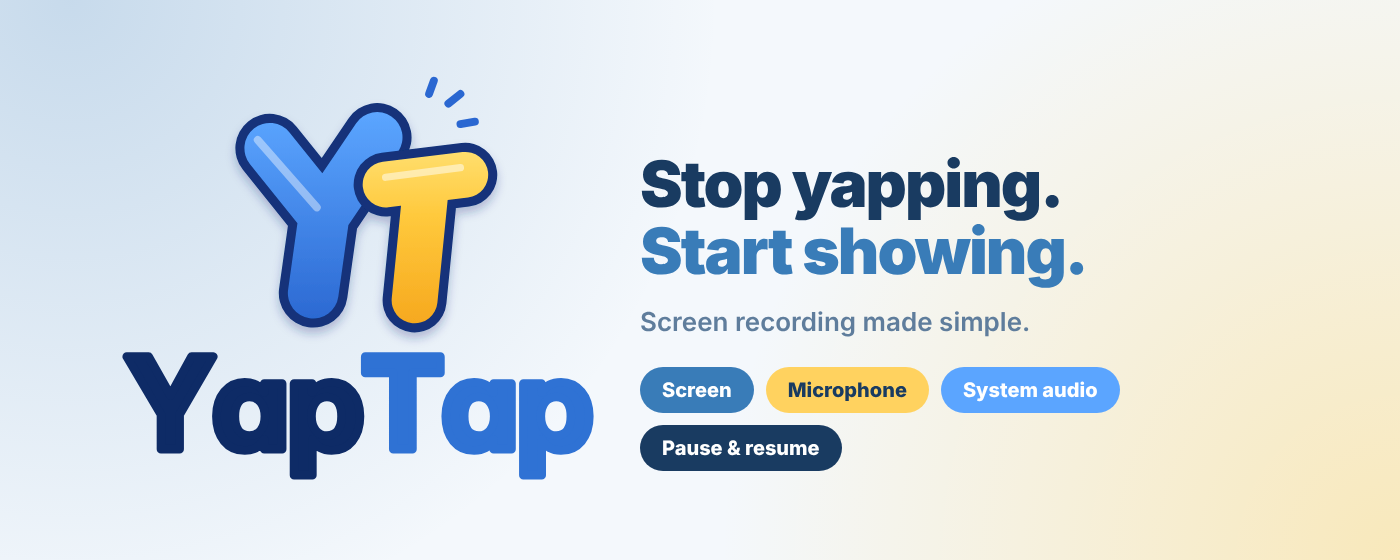 YT
YapTap
Stop yapping.
Start showing.
Screen recording made simple.
Screen Microphone System audio
Pause & resume